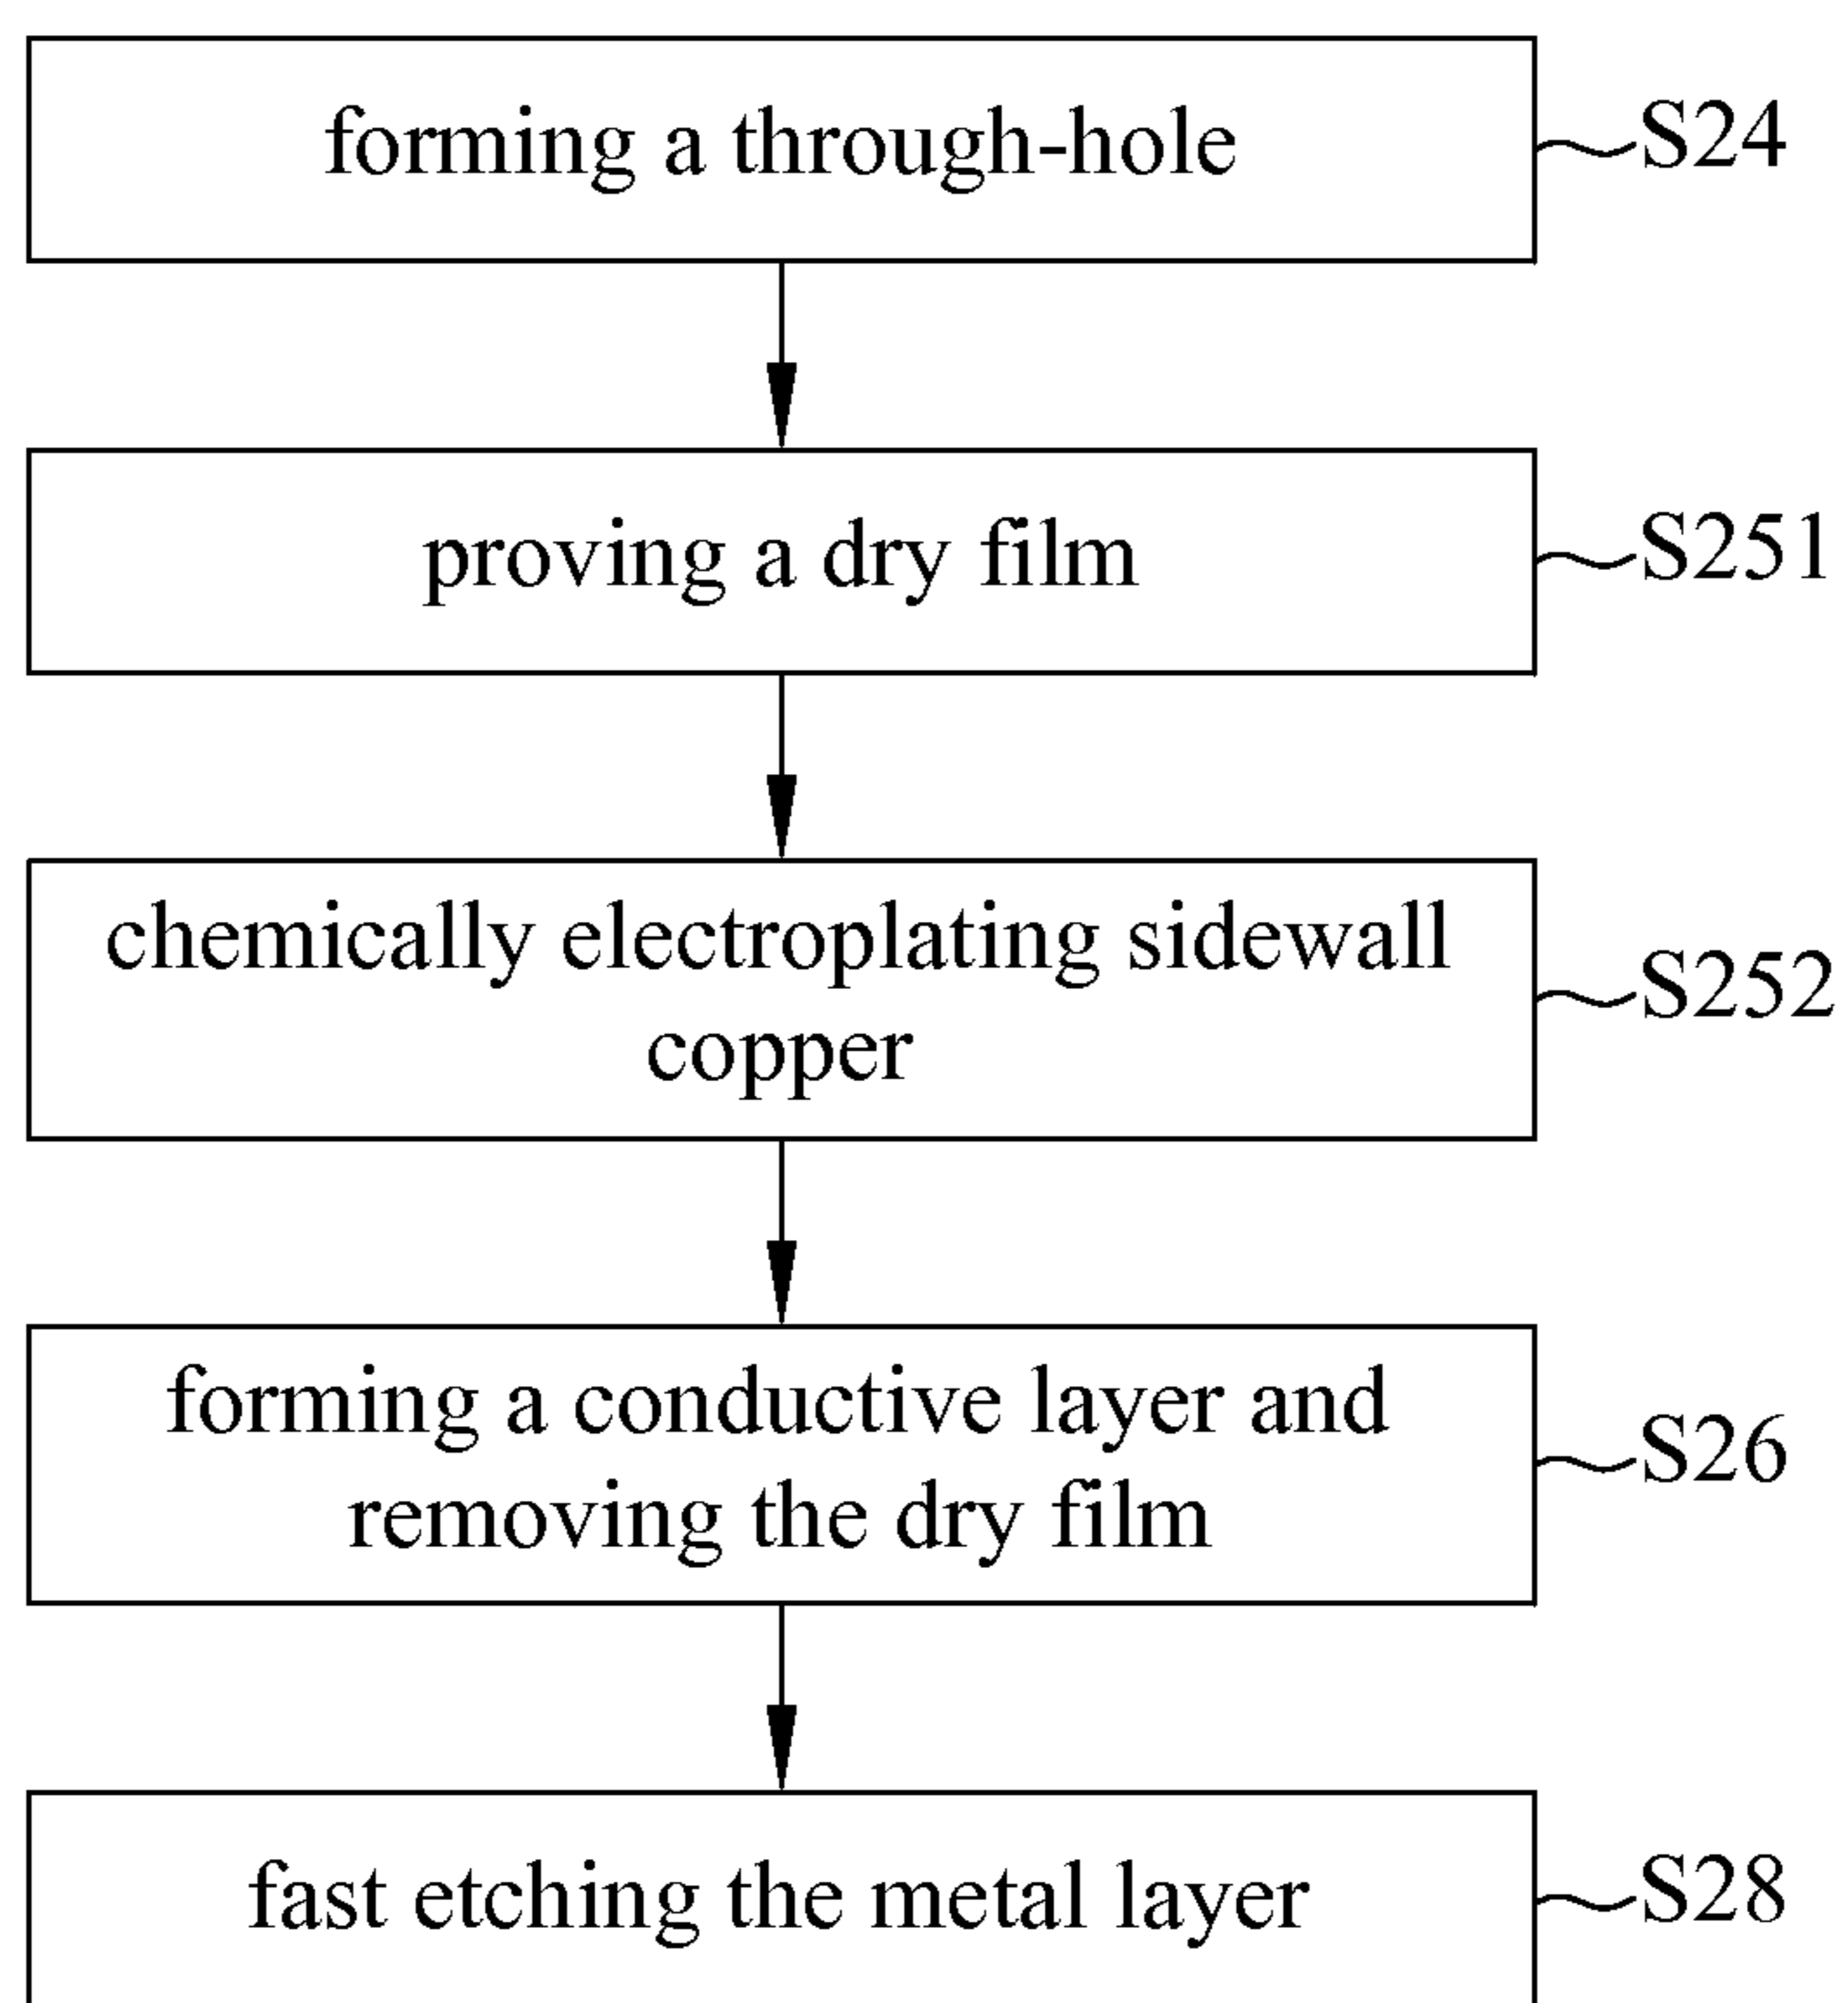 forming a through-hole
S24
proving a dry film
S251
chemically electroplating sidewall
copper
S252
forming a conductive layer and
removing the dry film
S26
fast etching the metal layer
S28